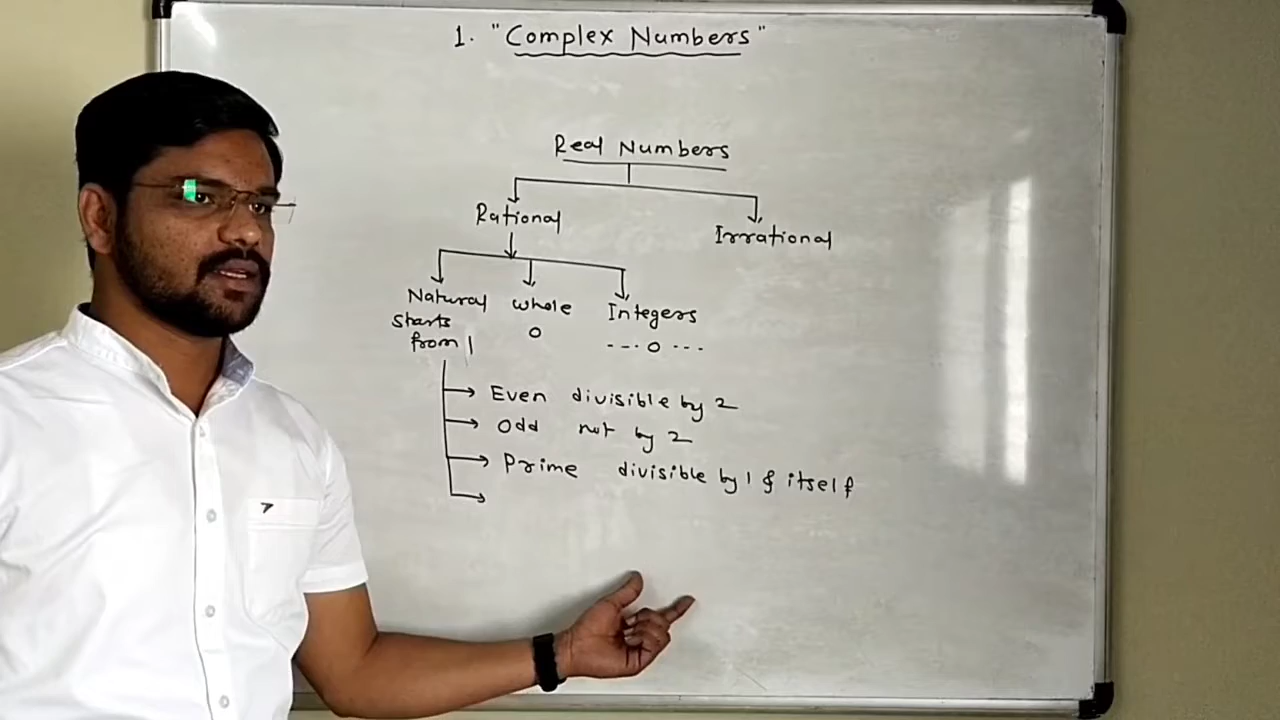 1. "Complex Numbers"
Real Numbers
Rational Irrational
Natural whole Integers
starts from 1 0 --- 0 ---
Even divisible by 2
odd not by 2
Prime divisible by 1 & itself